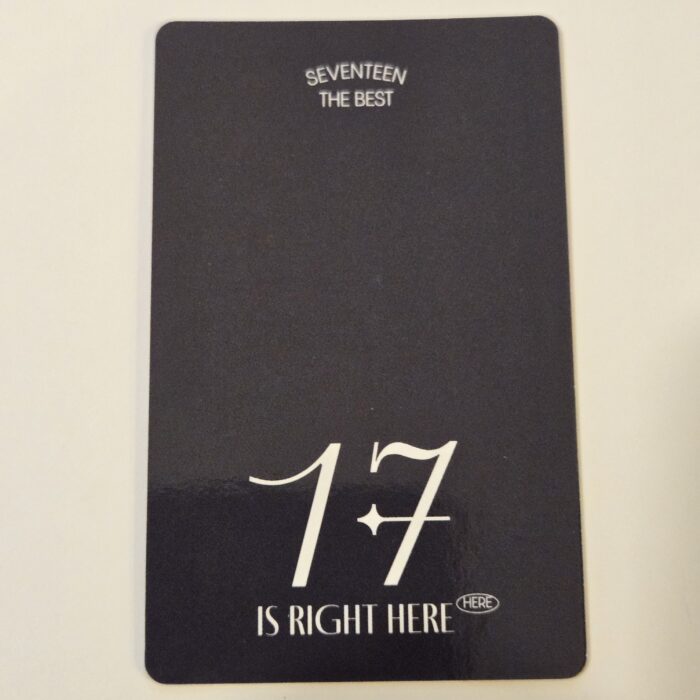 SEVENTEEN
THE BEST
17
IS RIGHT HERE HERE